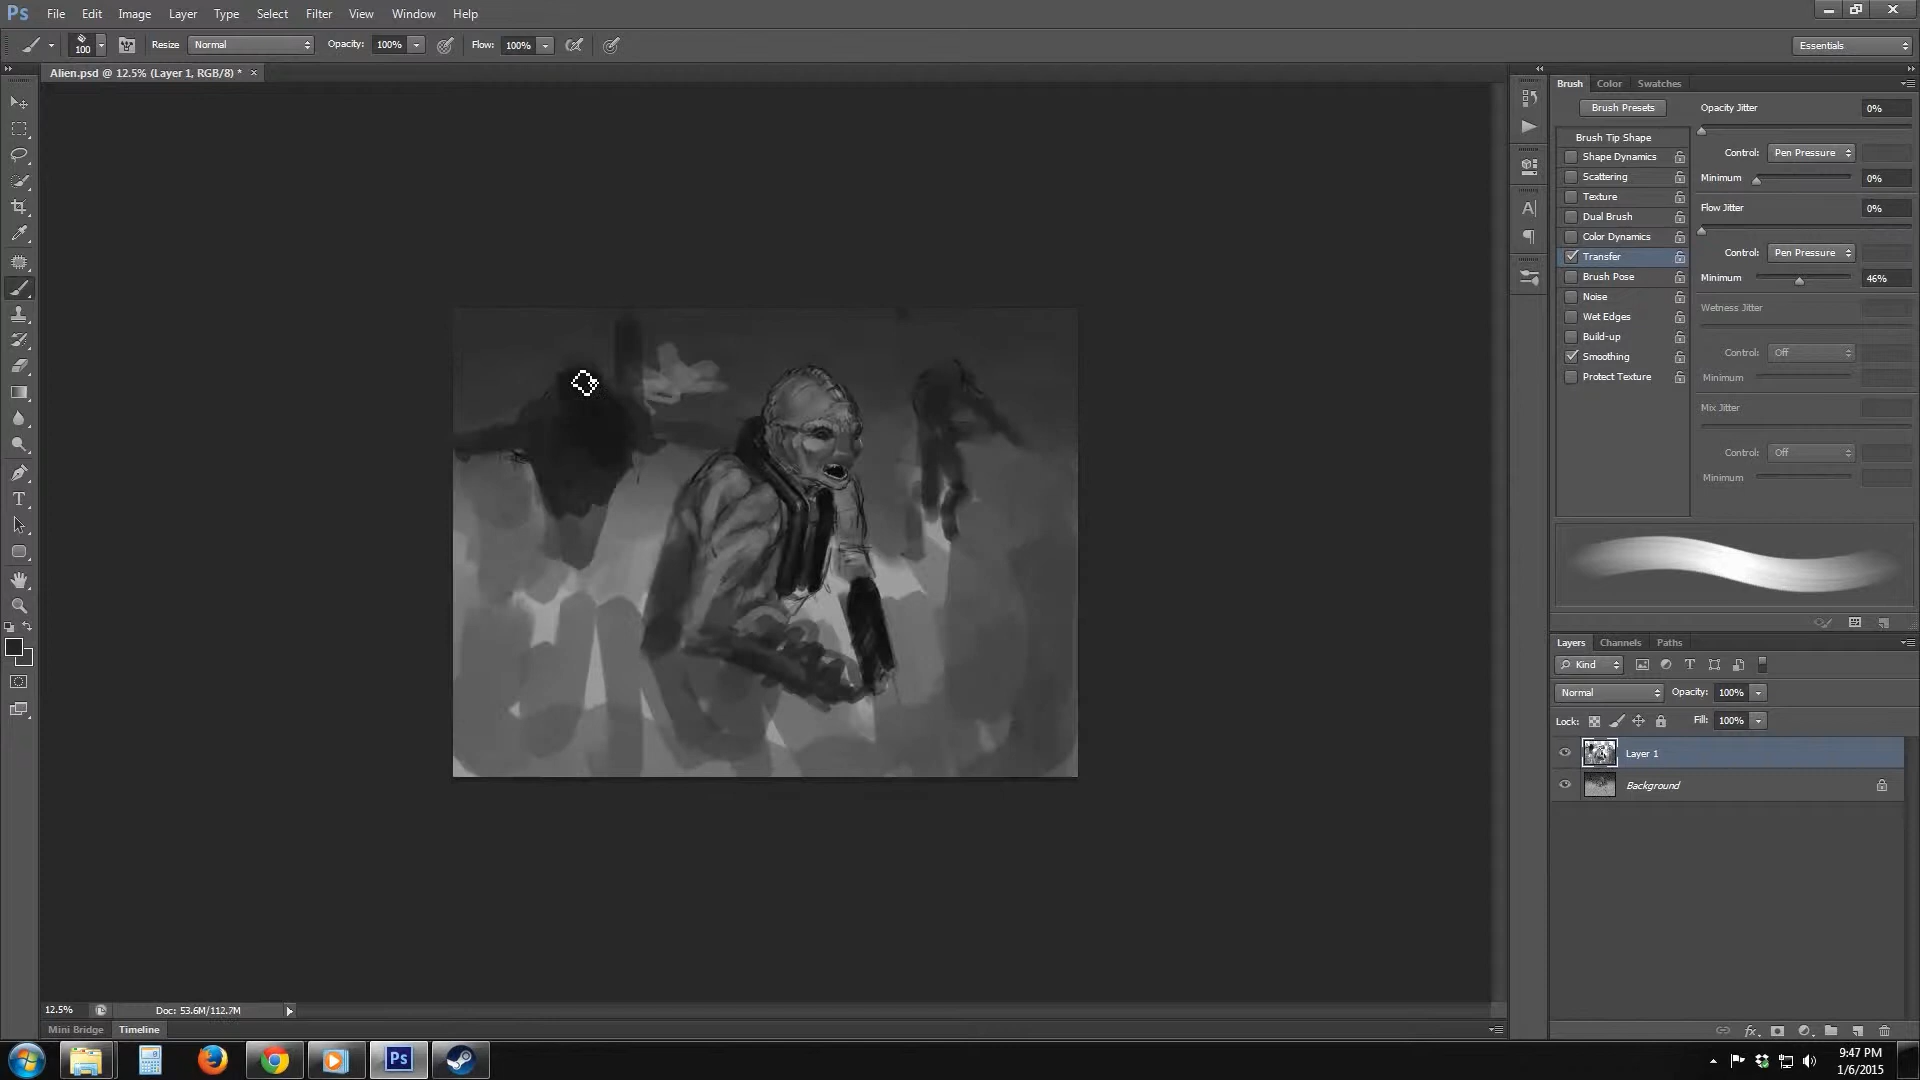 Ps File Edit Image Layer Type Select Filter View Window Help
100 Resize Normal Opacity: 100% Flow: 100% Essentials
Alien.psd @ 12.5% (Layer 1, RGB/8) * ×
Brush Color Swatches
Brush Presets Opacity Jitter 0%
Brush Tip Shape
Shape Dynamics Control: Pen Pressure
Scattering Minimum 0%
Texture
Flow Jitter 0%
Dual Brush
Color Dynamics
Transfer Control: Pen Pressure
Brush Pose Minimum 46%
Noise
Wetness Jitter
Wet Edges
Build-up
Smoothing Control: Off
Protect Texture Minimum
Mix Jitter
Control: Off
Minimum
Layers Channels Paths
Kind
Normal Opacity: 100%
Lock: Fill: 100%
Layer 1
Background
12.5% Doc: 53.6M/112.7M
Mini Bridge Timeline
Ps 9:47 PM
1/6/2015